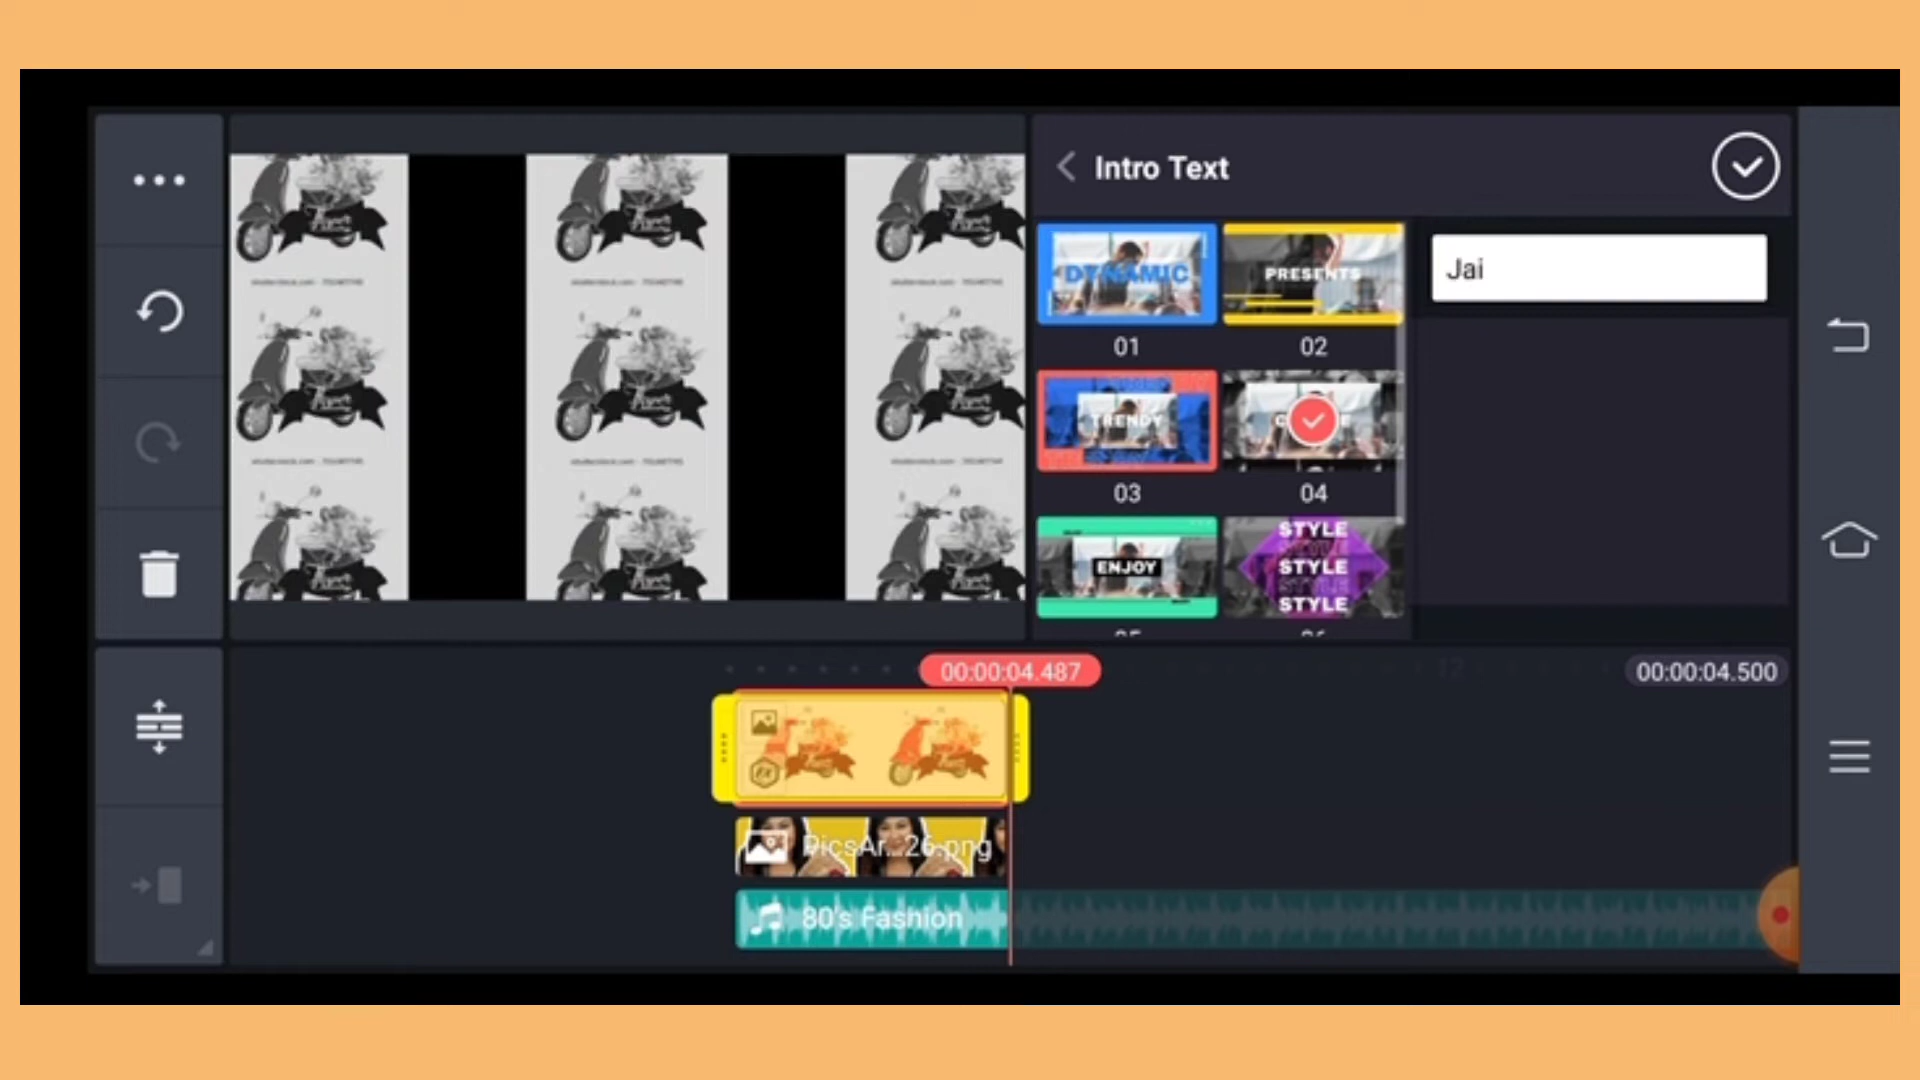 Intro Text
Jai
DYNAMIC
PRESENTS
01
02
TRENDY
03
04
ENJOY
STYLE
STYLE
STYLE
12
00:00:04.487
00:00:04.500
PicsAr...26.png
80's Fashion